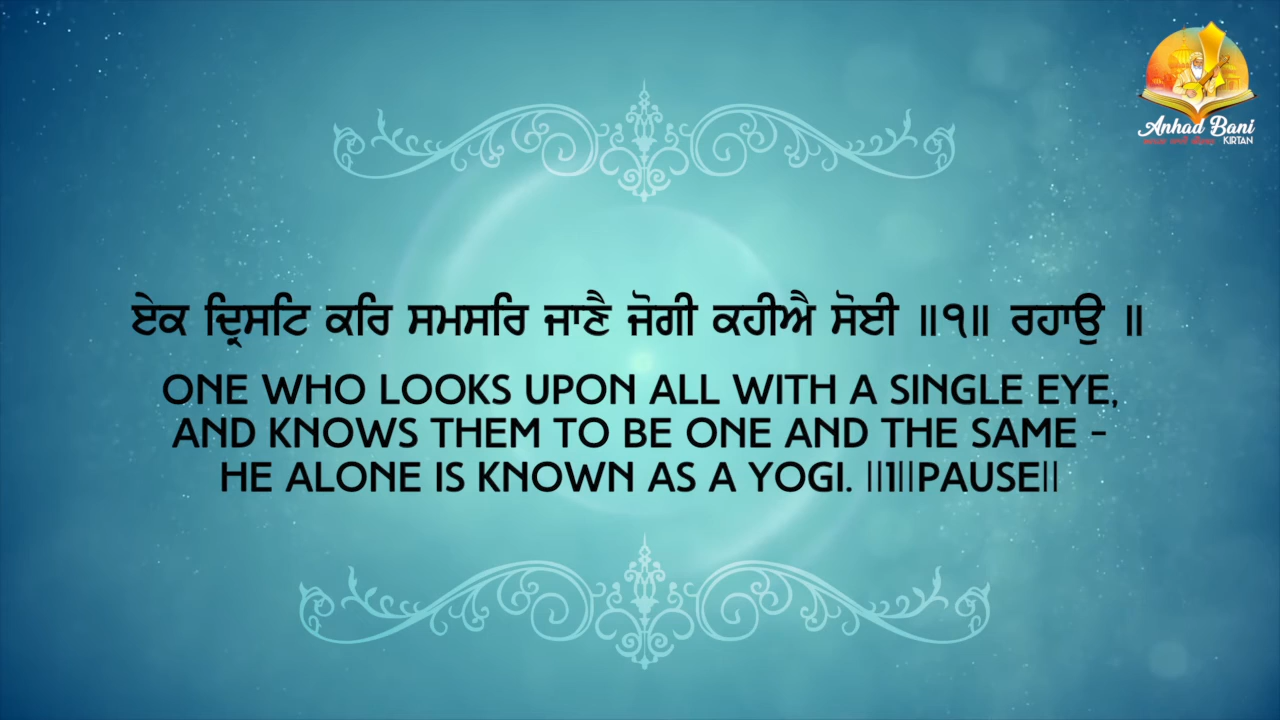 Anhad Bani
KIRTAN
ਏਕ ਦ੍ਰਿਸਟਿ ਕਰਿ ਸਮਸਰਿ ਜਾਣੈ ਜੋਗੀ ਕਹੀਐ ਸੋਈ ॥੧॥ ਰਹਾਉ ॥
ONE WHO LOOKS UPON ALL WITH A SINGLE EYE,
AND KNOWS THEM TO BE ONE AND THE SAME -
HE ALONE IS KNOWN AS A YOGI. ||1||PAUSE||